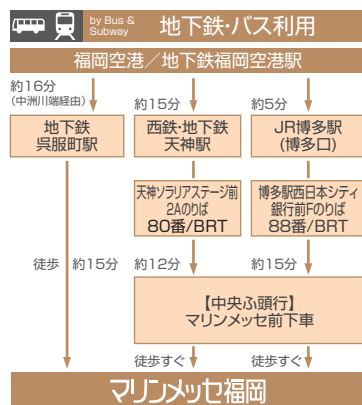 by Bus &
Subway
地下鉄・バス利用
福岡空港／地下鉄福岡空港駅
約16分
(中洲川端経由)
約15分
約5分
地下鉄
呉服町駅
西鉄・地下鉄
天神駅
JR博多駅
(博多口)
天神ソラリアステージ前
2Aのりば
80番/BRT
博多駅西日本シティ
銀行前Fのりば
88番/BRT
徒歩 約15分
約12分
約15分
【中央ふ頭行】
マリンメッセ前下車
徒歩すぐ
徒歩すぐ
マリンメッセ福岡